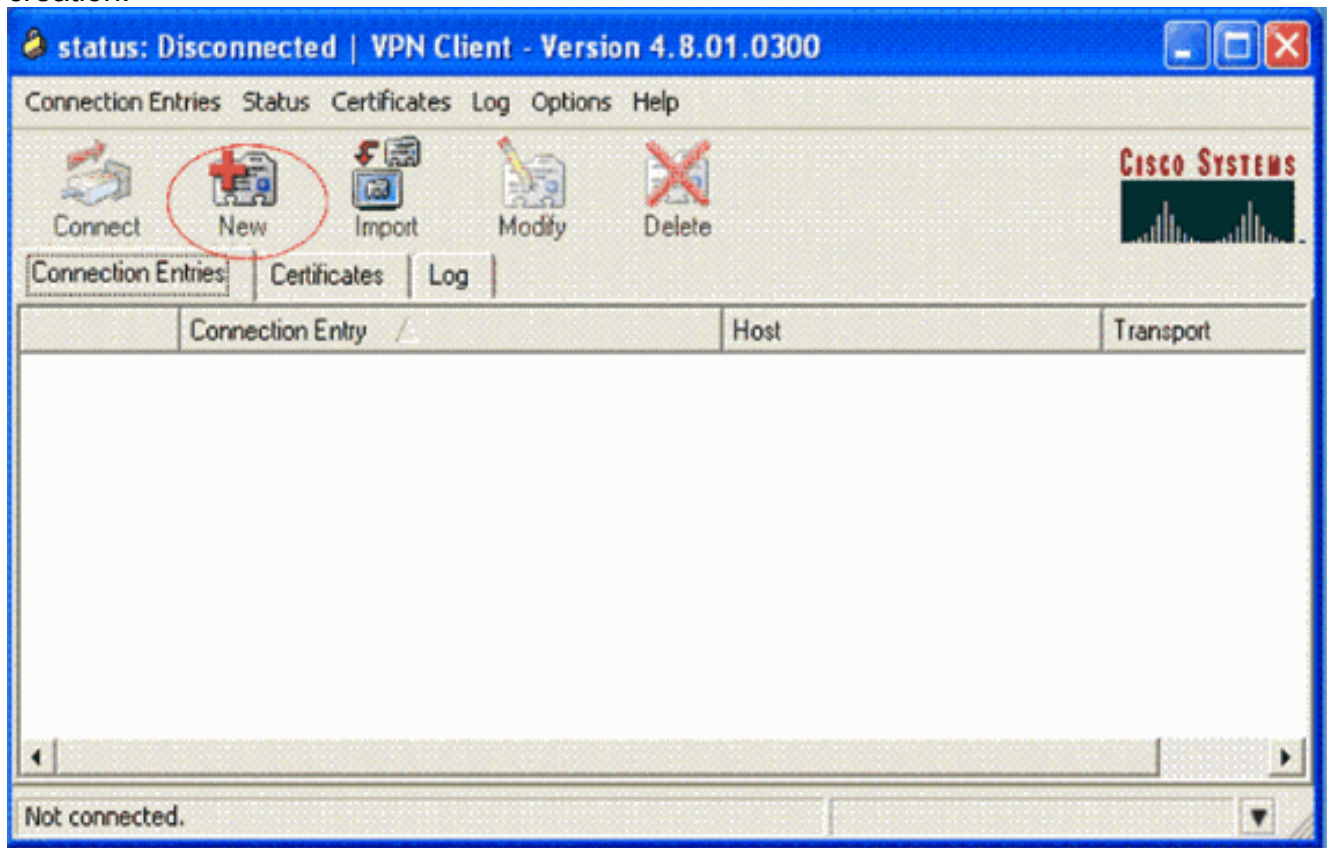 creation.
status: Disconnected | VPN Client - Version 4.8.01.0300
Connection Entries Status Certificates Log Options Help
CISCO SYSTEMS
Connect New Import Modify Delete
Connection Entries Certificates Log
Connection Entry Host Transport
Not connected.